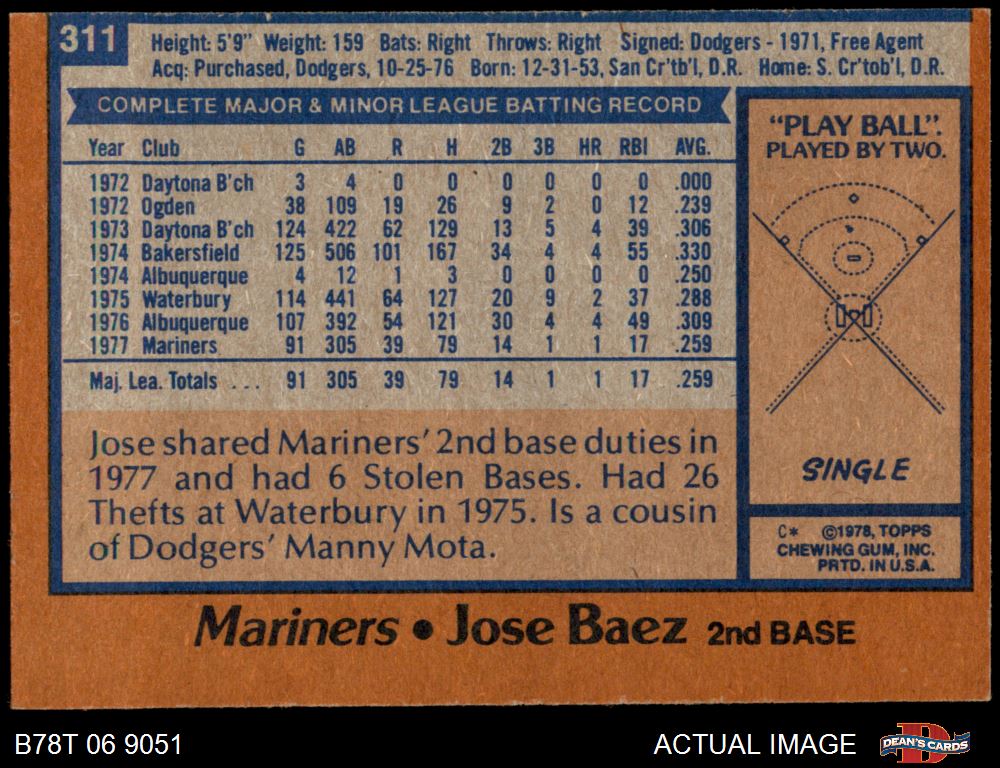 311
Height: 5'9" Weight: 159 Bats: Right Throws: Right Signed: Dodgers - 1971, Free Agent
Acq: Purchased, Dodgers, 10-25-76 Born: 12-31-53, San Cr'tb'l, D.R. Home: S. Cr'tob'l, D.R.
COMPLETE MAJOR & MINOR LEAGUE BATTING RECORD
Year Club G AB R H 2B 3B HR RBI AVG.
1972 Daytona B'ch 3 4 0 0 0 0 0 0 .000
1972 Ogden 38 109 19 26 9 2 0 12 .239
1973 Daytona B'ch 124 422 62 129 13 5 4 39 .306
1974 Bakersfield 125 506 101 167 34 4 4 55 .330
1974 Albuquerque 4 12 1 3 0 0 0 0 .250
1975 Waterbury 114 441 64 127 20 9 2 37 .288
1976 Albuquerque 107 392 54 121 30 4 4 49 .309
1977 Mariners 91 305 39 79 14 1 1 17 .259
Maj. Lea. Totals ... 91 305 39 79 14 1 1 17 .259
Jose shared Mariners' 2nd base duties in
1977 and had 6 Stolen Bases. Had 26
Thefts at Waterbury in 1975. Is a cousin
of Dodgers' Manny Mota.
"PLAY BALL".
PLAYED BY TWO.
SINGLE
C* ©1978, TOPPS
CHEWING GUM, INC.
PRTD. IN U.S.A.
Mariners • Jose Baez 2nd BASE
B78T 06 9051
ACTUAL IMAGE
DEAN'S CARDS